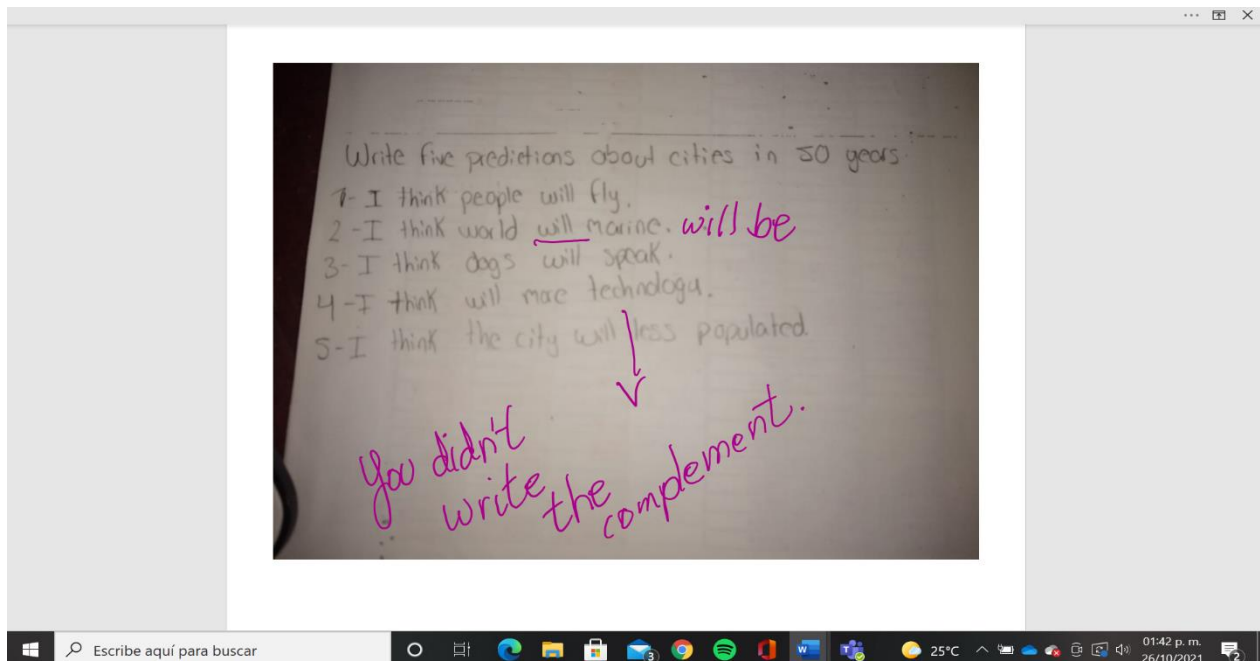 Write five predictions about cities in 50 years.
1- I think people will fly.
2-I think world will marine. will be
3-I think dogs will speak.
4-I think will more technology.
5-I think the city will less populated.
You didn't
write the
complement.
Escribe aquí para buscar
3
W
25°C
01:42 p. m.
26/10/2021
2